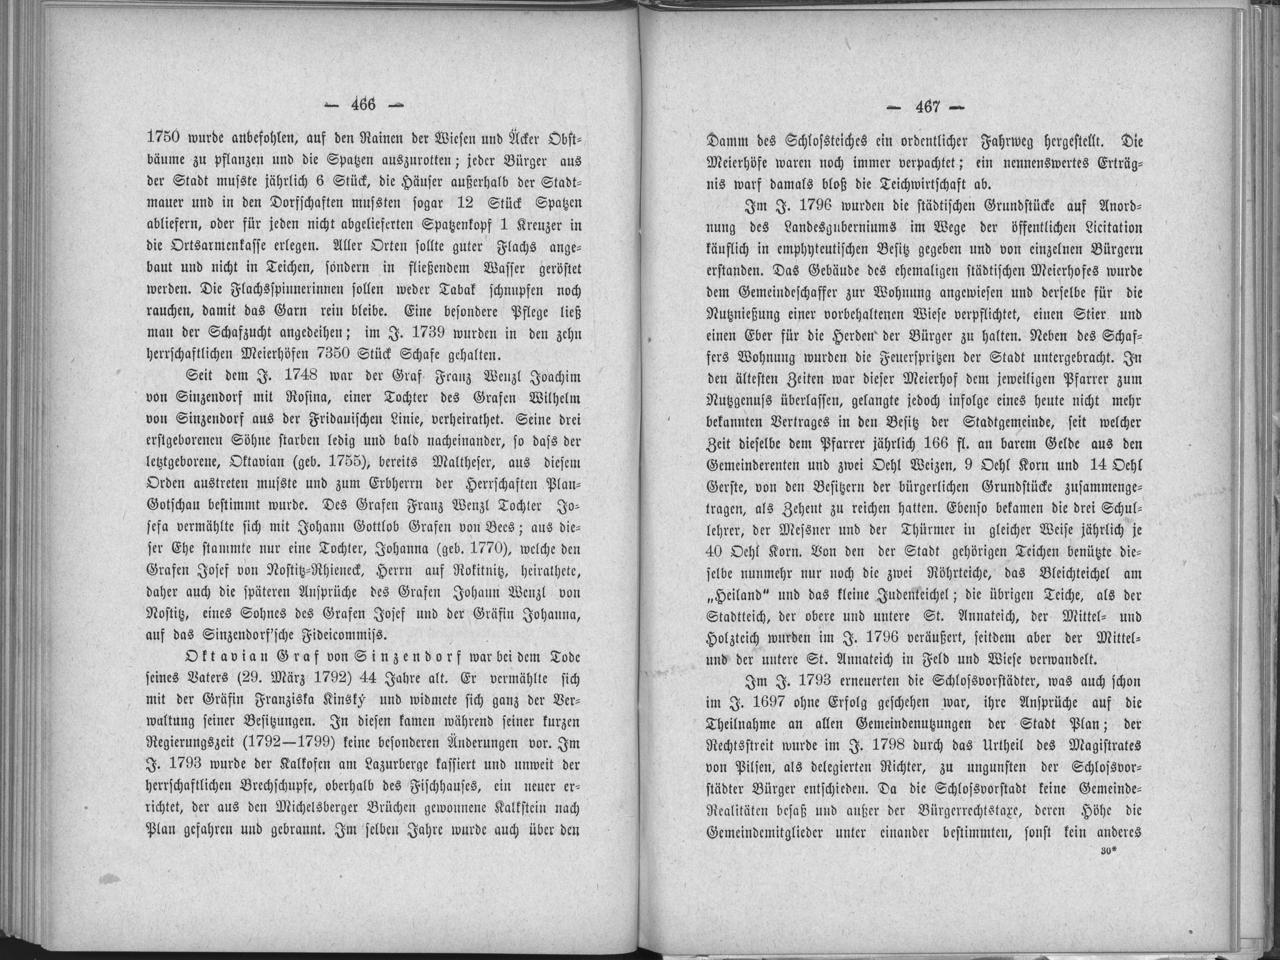 — 466 —
1750 wurde anbefohlen, auf den Rainen der Wiesen und Äcker Obst-
bäume zu pflanzen und die Spatzen auszurotten; jeder Bürger aus
der Stadt musste jährlich 6 Stück, die Häuser außerhalb der Stadt-
mauer und in den Dorfschaften mussten sogar 12 Stück Spatzen
abliefern, oder für jeden nicht abgelieferten Spatzenkopf 1 Kreuzer in
die Ortsarmenkasse erlegen. Aller Orten sollte guter Flachs ange-
baut und nicht in Teichen, sondern in fließendem Wasser geröstet
werden. Die Flachsspinnerinnen sollen weder Tabak schnupfen noch
rauchen, damit das Garn rein bleibe. Eine besondere Pflege ließ
man der Schafzucht angedeihen; im J. 1739 wurden in den zehn
herrschaftlichen Meierhöfen 7350 Stück Schafe gehalten.
Seit dem J. 1748 war der Graf Franz Wenzl Joachim
von Sinzendorf mit Rosina, einer Tochter des Grafen Wilhelm
von Sinzendorf aus der Fridauischen Linie, verheirathet. Seine drei
erstgeborenen Söhne starben ledig und bald nacheinander, so dass der
letztgeborene, Oktavian (geb. 1755), bereits Maltheser, aus diesem
Orden austreten musste und zum Erbherrn der Herrschaften Plan-
Gotschau bestimmt wurde. Des Grafen Franz Wenzl Tochter Jo-
sefa vermählte sich mit Johann Gottlob Grafen von Bees; aus die-
ser Ehe stammte nur eine Tochter, Johanna (geb. 1770), welche den
Grafen Josef von Nostitz-Rhieneck, Herrn auf Rokitnitz, heirathete,
daher auch die späteren Ansprüche des Grafen Johann Wenzl von
Nostitz, eines Sohnes des Grafen Josef und der Gräfin Johanna,
auf das Sinzendorf'sche Fideicommiss.
Oktavian Graf von Sinzendorf war bei dem Tode
seines Vaters (29. März 1792) 44 Jahre alt. Er vermählte sich
mit der Gräfin Franziska Kinský und widmete sich ganz der Ver-
waltung seiner Besitzungen. In diesen kamen während seiner kurzen
Regierungszeit (1792—1799) keine besonderen Änderungen vor. Im
J. 1793 wurde der Kalkofen am Lazurberge kassiert und unweit der
herrschaftlichen Brechschupfe, oberhalb des Fischhauses, ein neuer er-
richtet, der aus den Michelsberger Brüchen gewonnene Kalkstein nach
Plan gefahren und gebrannt. Im selben Jahre wurde auch über den
— 467 —
Damm des Schlossteiches ein ordentlicher Fahrweg hergestellt. Die
Meierhöfe waren noch immer verpachtet; ein nennenswertes Erträg-
nis warf damals bloß die Teichwirtschaft ab.
Im J. 1796 wurden die städtischen Grundstücke auf Anord-
nung des Landesguberniums im Wege der öffentlichen Licitation
käuflich in emphyteutischen Besitz gegeben und von einzelnen Bürgern
erstanden. Das Gebäude des ehemaligen städtischen Meierhofes wurde
dem Gemeindeschaffer zur Wohnung angewiesen und derselbe für die
Nutznießung einer vorbehaltenen Wiese verpflichtet, einen Stier und
einen Eber für die Herden der Bürger zu halten. Neben des Schaf-
fers Wohnung wurden die Feuerspritzen der Stadt untergebracht. In
den ältesten Zeiten war dieser Meierhof dem jeweiligen Pfarrer zum
Nutzgenuss überlassen, gelangte jedoch infolge eines heute nicht mehr
bekannten Vertrages in den Besitz der Stadtgemeinde, seit welcher
Zeit dieselbe dem Pfarrer jährlich 166 fl. an barem Gelde aus den
Gemeinderenten und zwei Oehl Weizen, 9 Oehl Korn und 14 Oehl
Gerste, von den Besitzern der bürgerlichen Grundstücke zusammenge-
tragen, als Zehent zu reichen hatten. Ebenso bekamen die drei Schul-
lehrer, der Messner und der Thürmer in gleicher Weise jährlich je
40 Oehl Korn. Von den der Stadt gehörigen Teichen benützte die-
selbe nunmehr nur noch die zwei Röhrteiche, das Bleichteichel am
„Heiland" und das kleine Judenteichel; die übrigen Teiche, als der
Stadtteich, der obere und untere St. Annateich, der Mittel- und
Holzteich wurden im J. 1796 veräußert, seitdem aber der Mittel-
und der untere St. Annateich in Feld und Wiese verwandelt.
Im J. 1793 erneuerten die Schlossvorstädter, was auch schon
im J. 1697 ohne Erfolg geschehen war, ihre Ansprüche auf die
Theilnahme an allen Gemeindenutzungen der Stadt Plan; der
Rechtsstreit wurde im J. 1798 durch das Urtheil des Magistrates
von Pilsen, als delegierten Richter, zu ungunsten der Schlossvor-
städter Bürger entschieden. Da die Schlossvorstadt keine Gemeinde-
Realitäten besaß und außer der Bürgerrechtstaxe, deren Höhe die
Gemeindemitglieder unter einander bestimmten, sonst kein anderes
30*